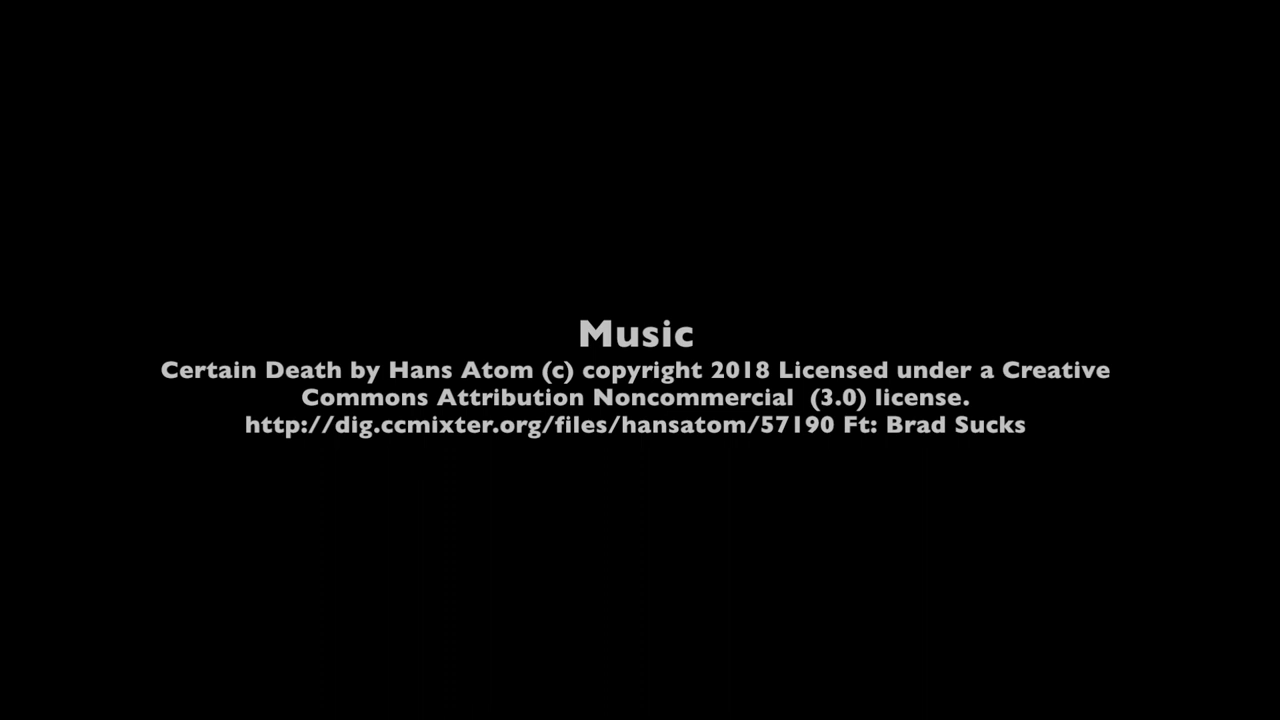 Music
Certain Death by Hans Atom (c) copyright 2018 Licensed under a Creative
Commons Attribution Noncommercial  (3.0) license.
http://dig.ccmixter.org/files/hansatom/57190 Ft: Brad Sucks